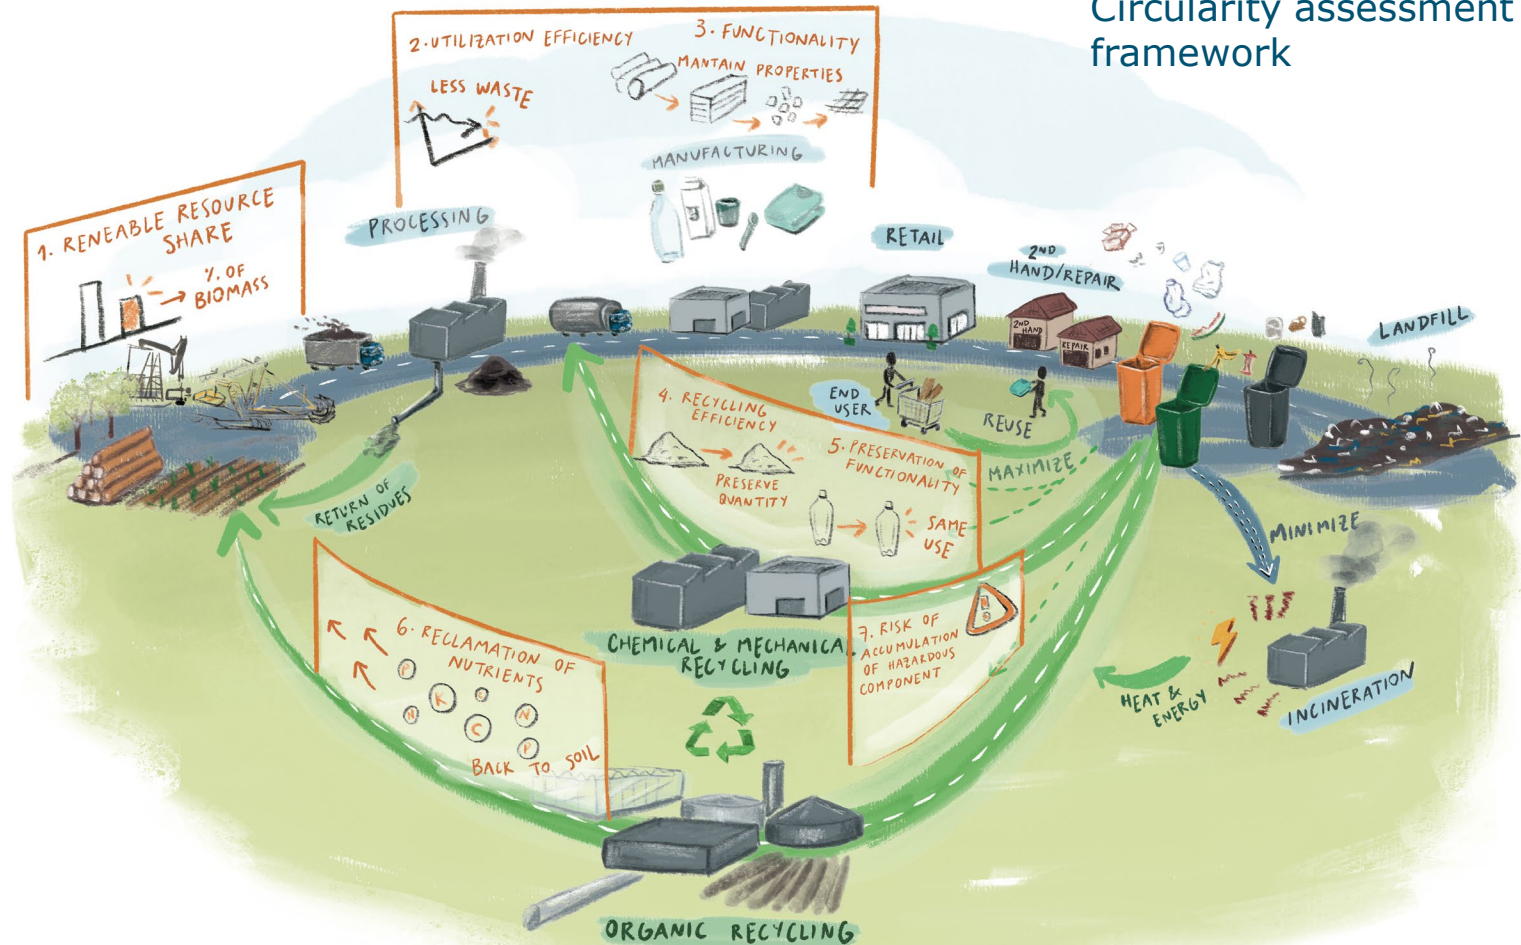 Circularity assessment
framework
2. UTILIZATION EFFICIENCY
LESS WASTE
3. FUNCTIONALITY
MANTAIN PROPERTIES
MANUFACTURING
1. RENEABLE RESOURCE
SHARE
% OF
BIOMASS
PROCESSING
RETAIL
2ND
HAND/REPAIR
2ND
HAND
REPAIR
LANDFILL
END
USER
REUSE
MAXIMIZE
4. RECYCLING
EFFICIENCY
PRESERVE
QUANTITY
5. PRESERVATION OF
FUNCTIONALITY
SAME
USE
RETURN OF
RESIDUES
MINIMIZE
6. RECLAMATION OF
NUTRIENTS
P
K
C
N
C
N
P
BACK TO SOIL
CHEMICAL & MECHANICAL
RECYCLING
7. RISK OF
ACCUMULATION
OF HAZARDOUS
COMPONENT
HEAT &
ENERGY
INCINERATION
ORGANIC RECYCLING